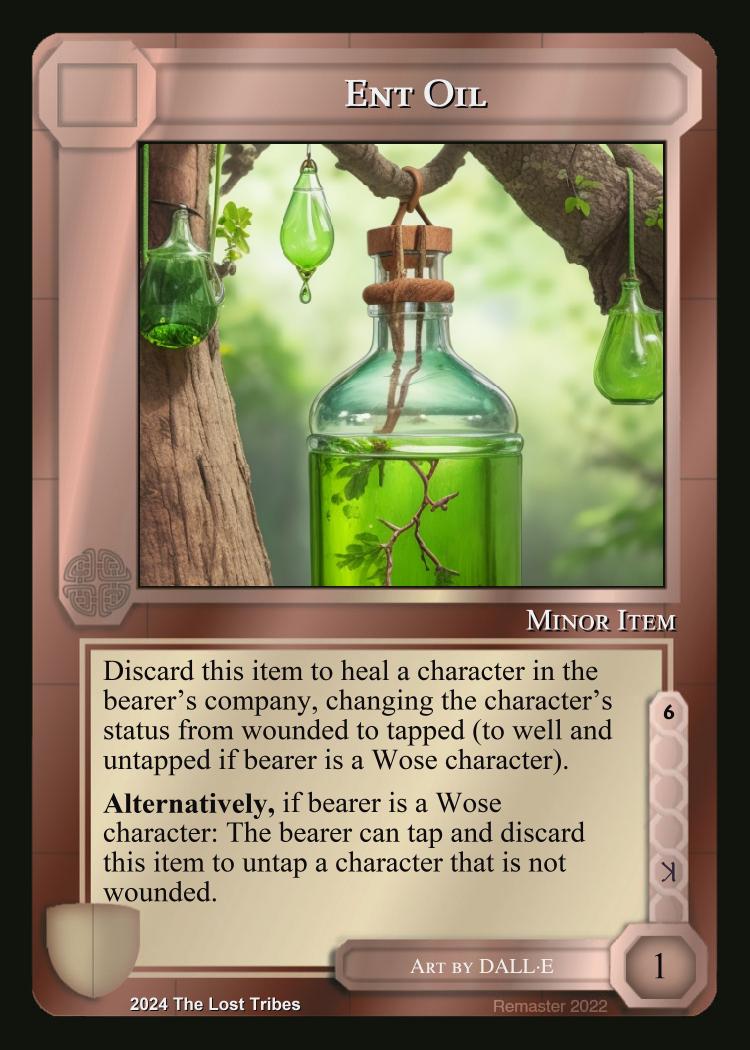 Ent Oil
Minor Item
Discard this item to heal a character in the
bearer’s company, changing the character’s
status from wounded to tapped (to well and
untapped if bearer is a Wose character).
Alternatively, if bearer is a Wose
character: The bearer can tap and discard
this item to untap a character that is not
wounded.
6
1
Art by DALL·E
2024 The Lost Tribes
Remaster 2022